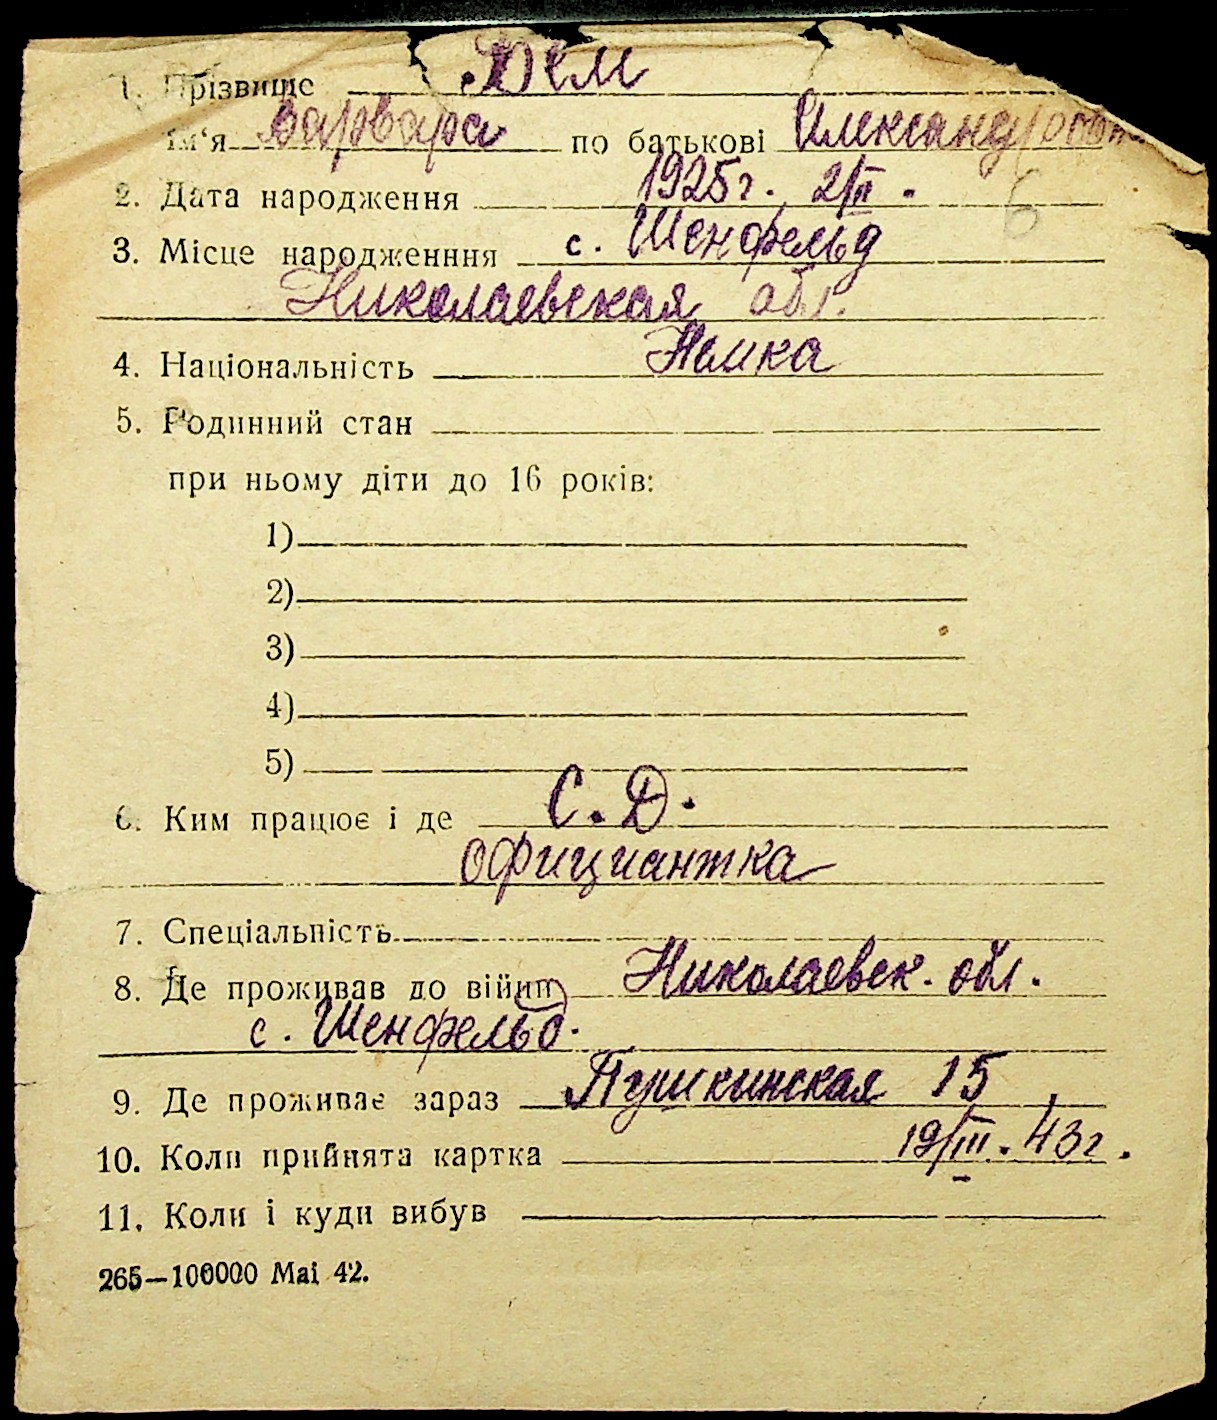 1. Прізвище Дем
Ім'я Варвара по батькові Александровн
2. Дата народження 1925 г. 2/II.
6
3. Місце народженння с. Шенфельд
Николаевская обл.
4. Національність Немка
5. Родинний стан
при ньому діти до 16 років:
1)
2)
3)
4)
5)
6. Ким працює і де С. Д.
официантка
7. Спеціальність
8. Де проживав до війни Николаевск. обл.
с. Шенфельд.
9. Де проживає зараз Пушкинская 15
10. Коли прийнята картка 19/III. 43 г.
11. Коли і куди вибув
265—100000 Mai 42.